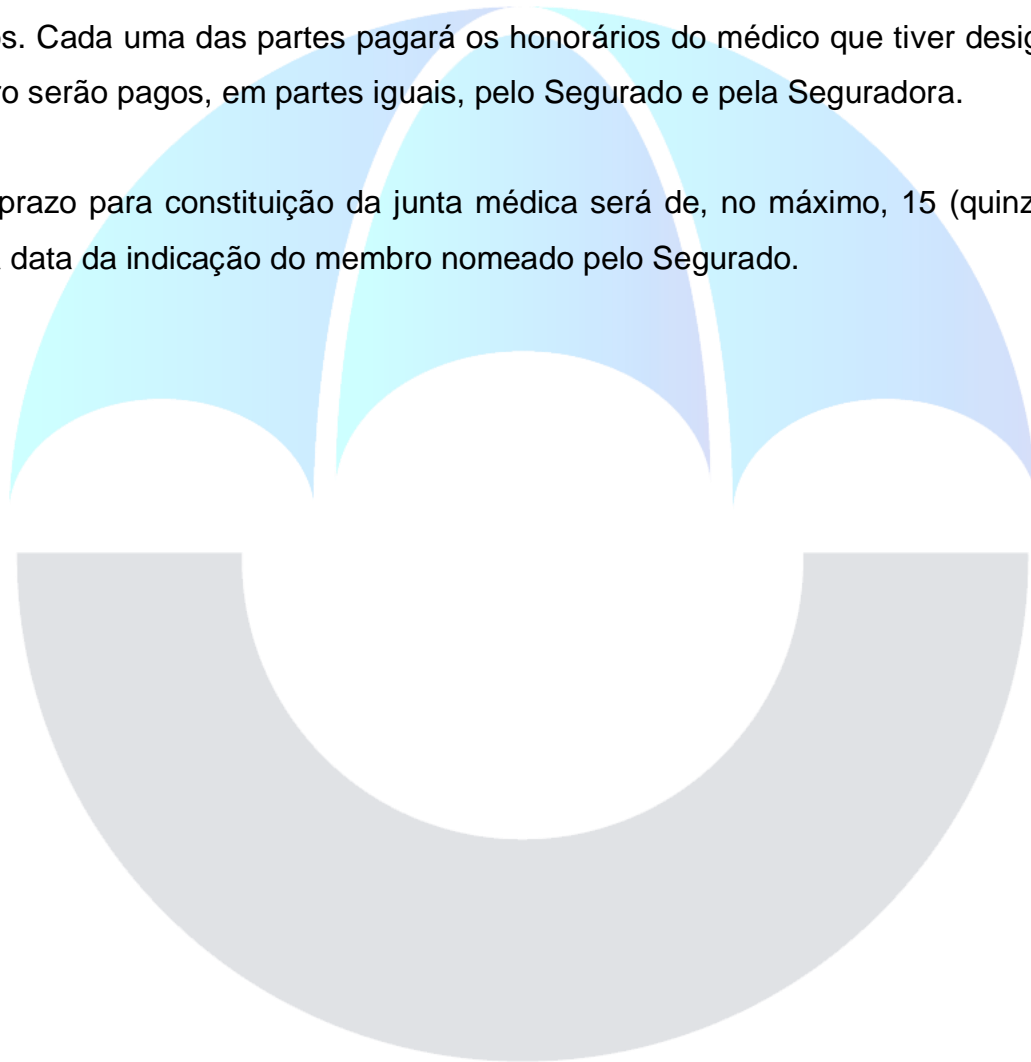 os. Cada uma das partes pagará os honorários do médico que tiver desig
ro serão pagos, em partes iguais, pelo Segurado e pela Seguradora.
prazo para constituição da junta médica será de, no máximo, 15 (quinz
data da indicação do membro nomeado pelo Segurado.